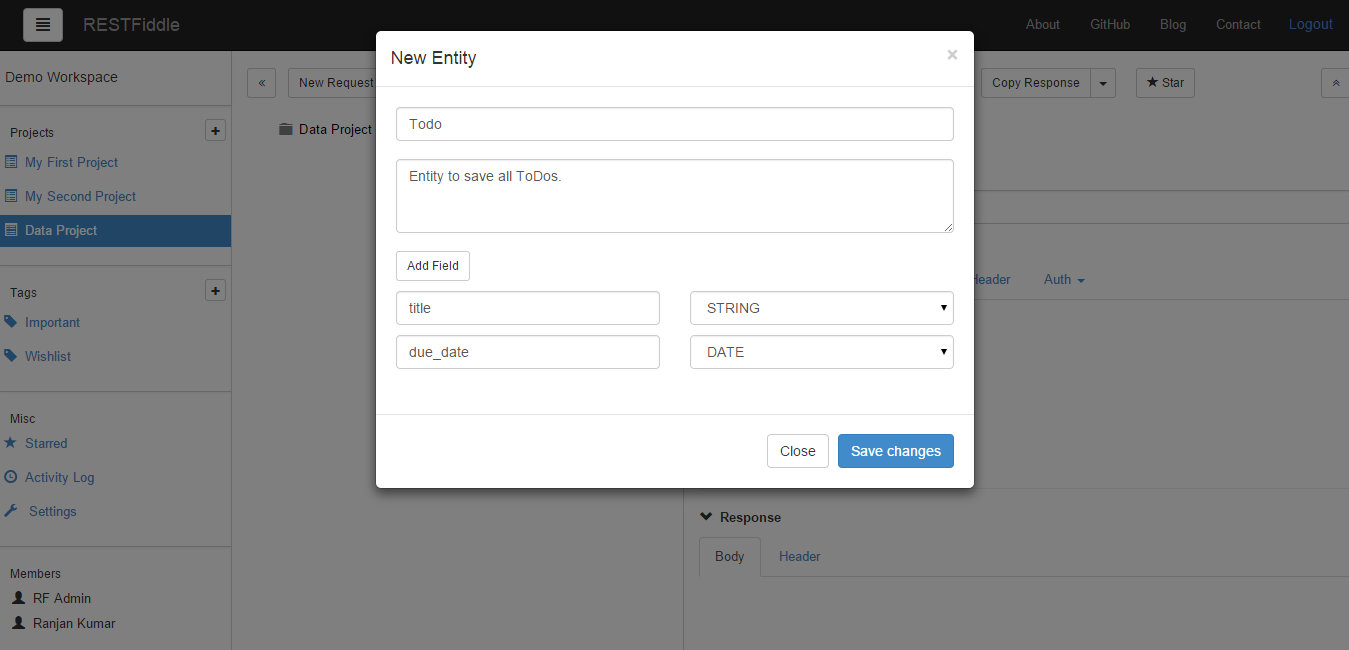 RESTFiddle
About GitHub Blog Contact Logout
Demo Workspace
Projects +
My First Project
My Second Project
Data Project
Tags +
Important
Wishlist
Misc
Starred
Activity Log
Settings
Members
RF Admin
Ranjan Kumar
« New Request
Data Project
New Entity ×
Todo
Entity to save all ToDos.
Add Field
title STRING
due_date DATE
Close Save changes
Copy Response Star
Header Auth
Response
Body Header